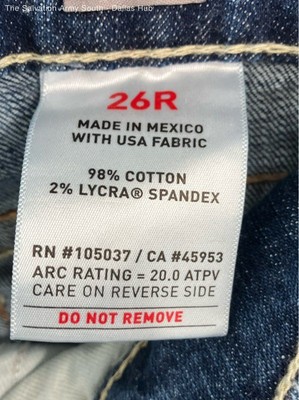 The Salvation Army South - Dallas Hab
26R
MADE IN MEXICO
WITH USA FABRIC
98% COTTON
2% LYCRA® SPANDEX
RN #105037 / CA #45953
ARC RATING = 20.0 ATPV
CARE ON REVERSE SIDE
DO NOT REMOVE